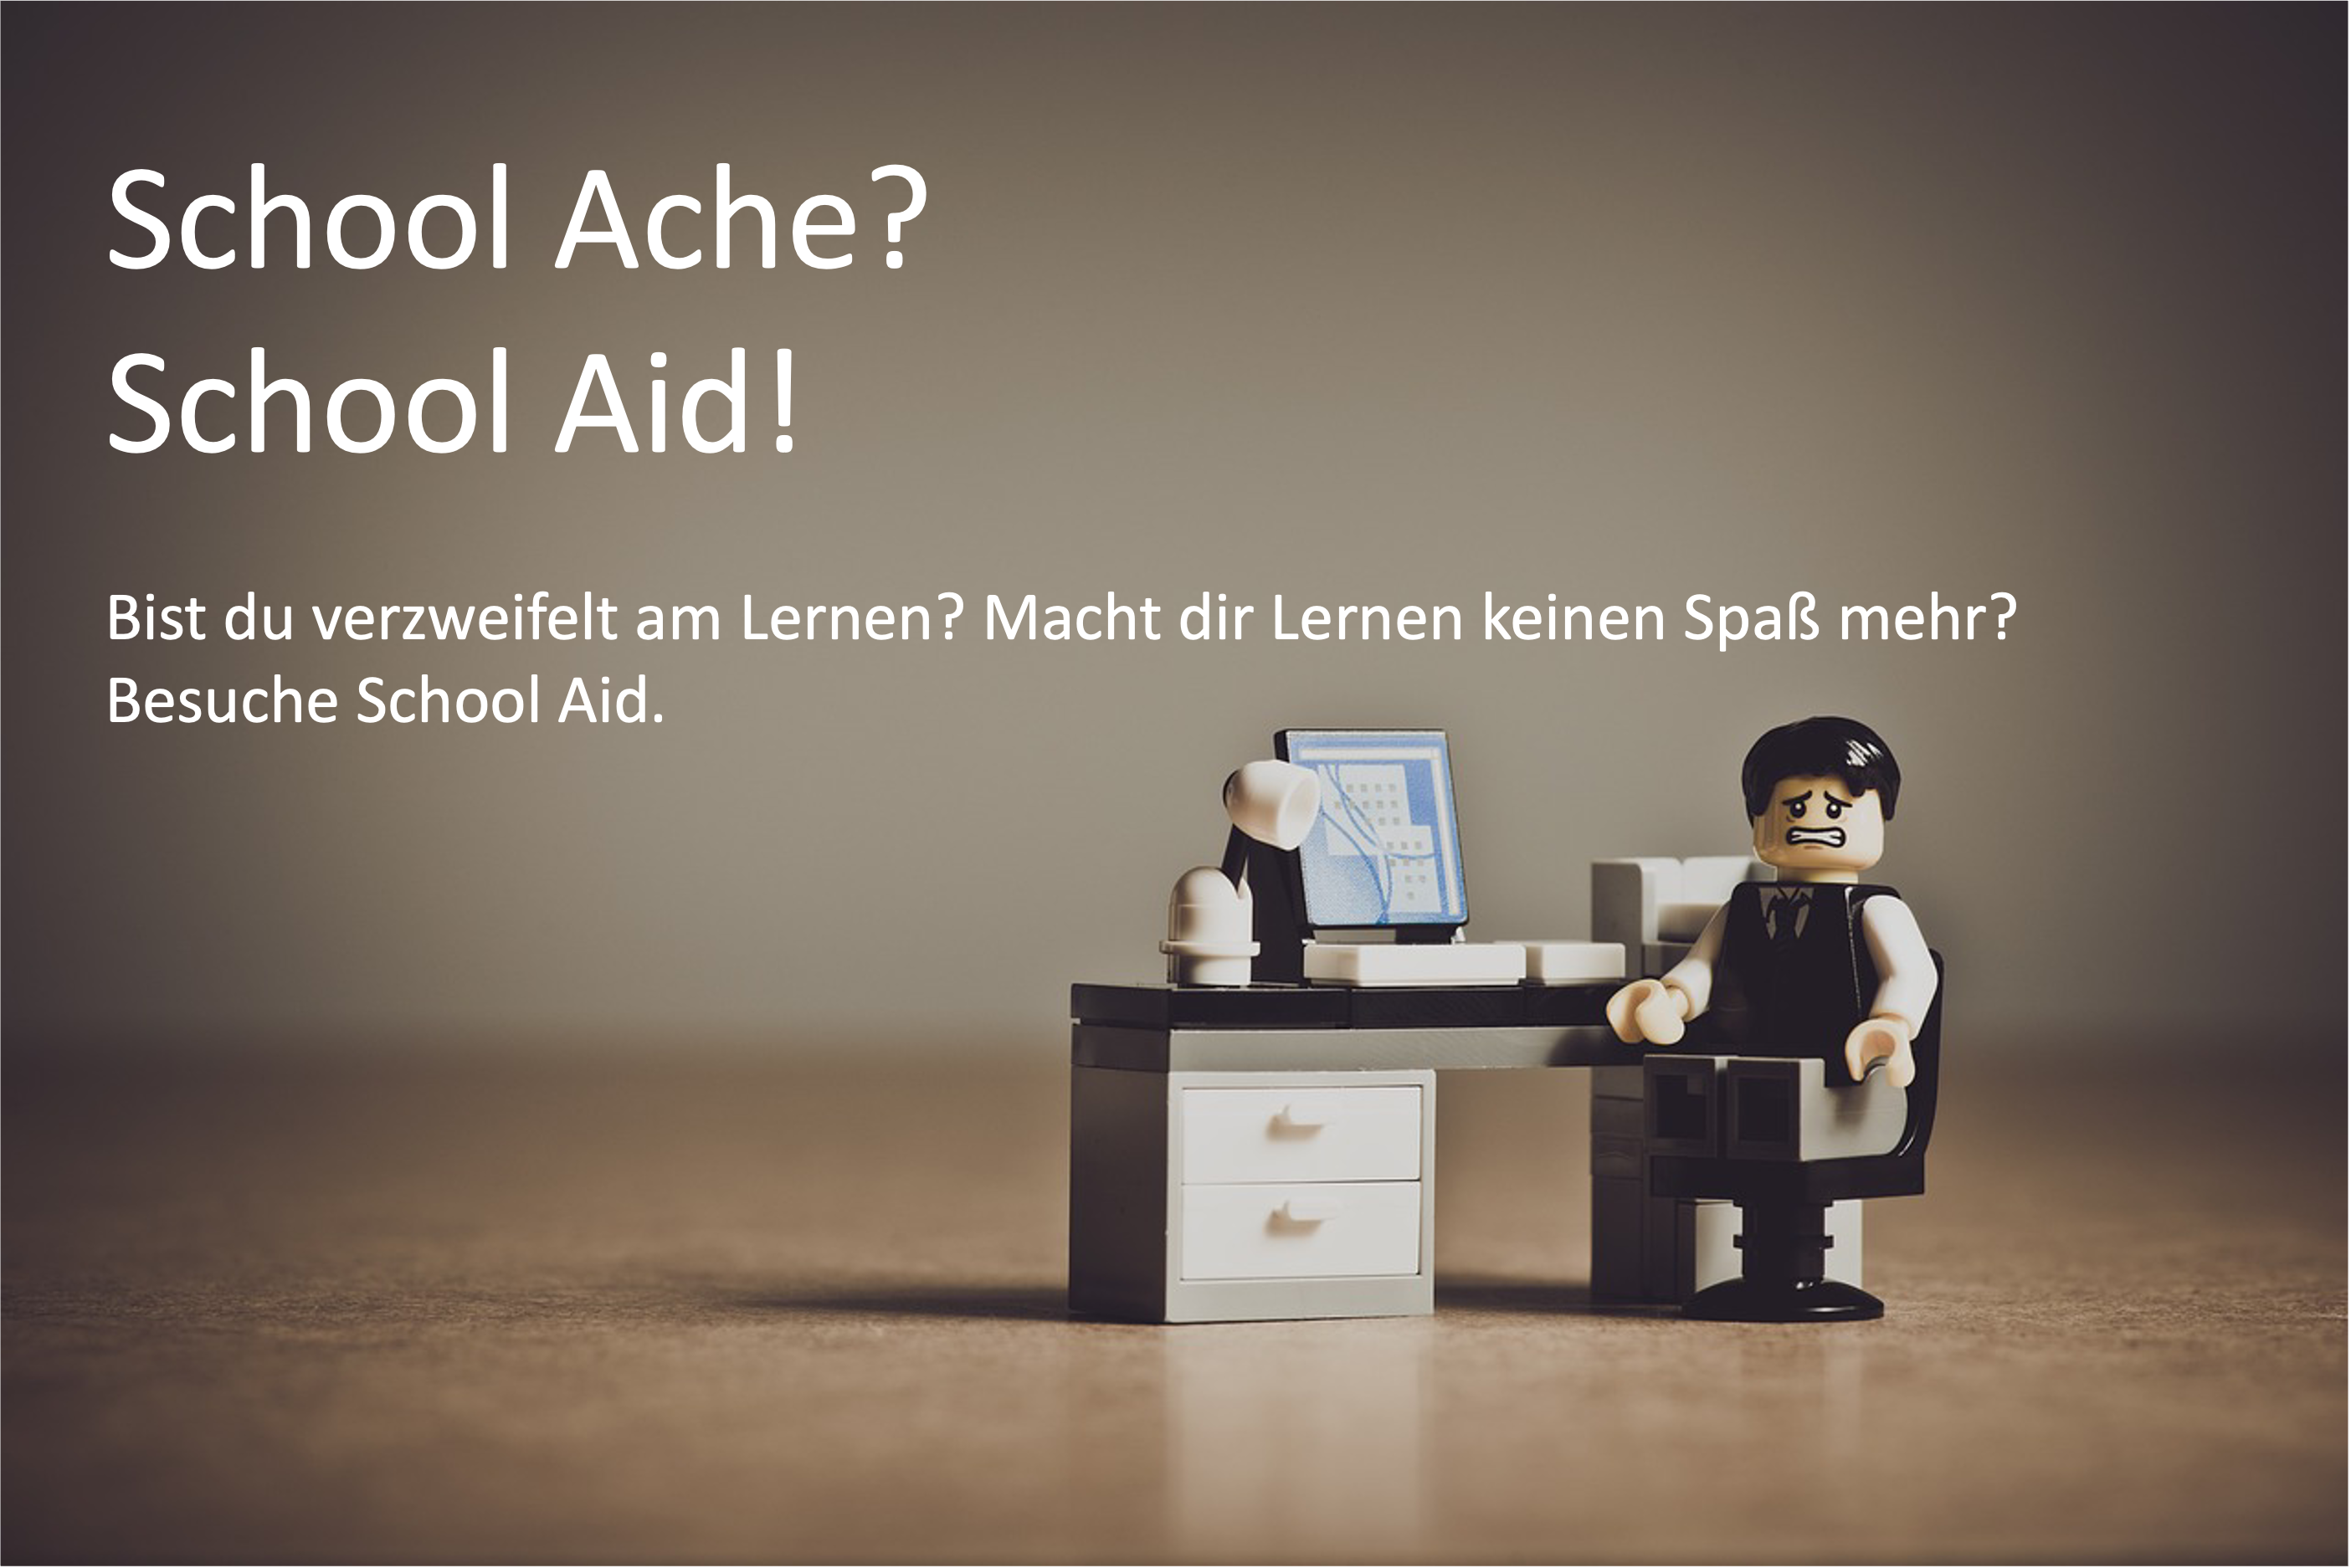 School Ache?
School Aid!
Bist du verzweifelt am Lernen? Macht dir Lernen keinen Spaß mehr?
Besuche School Aid.